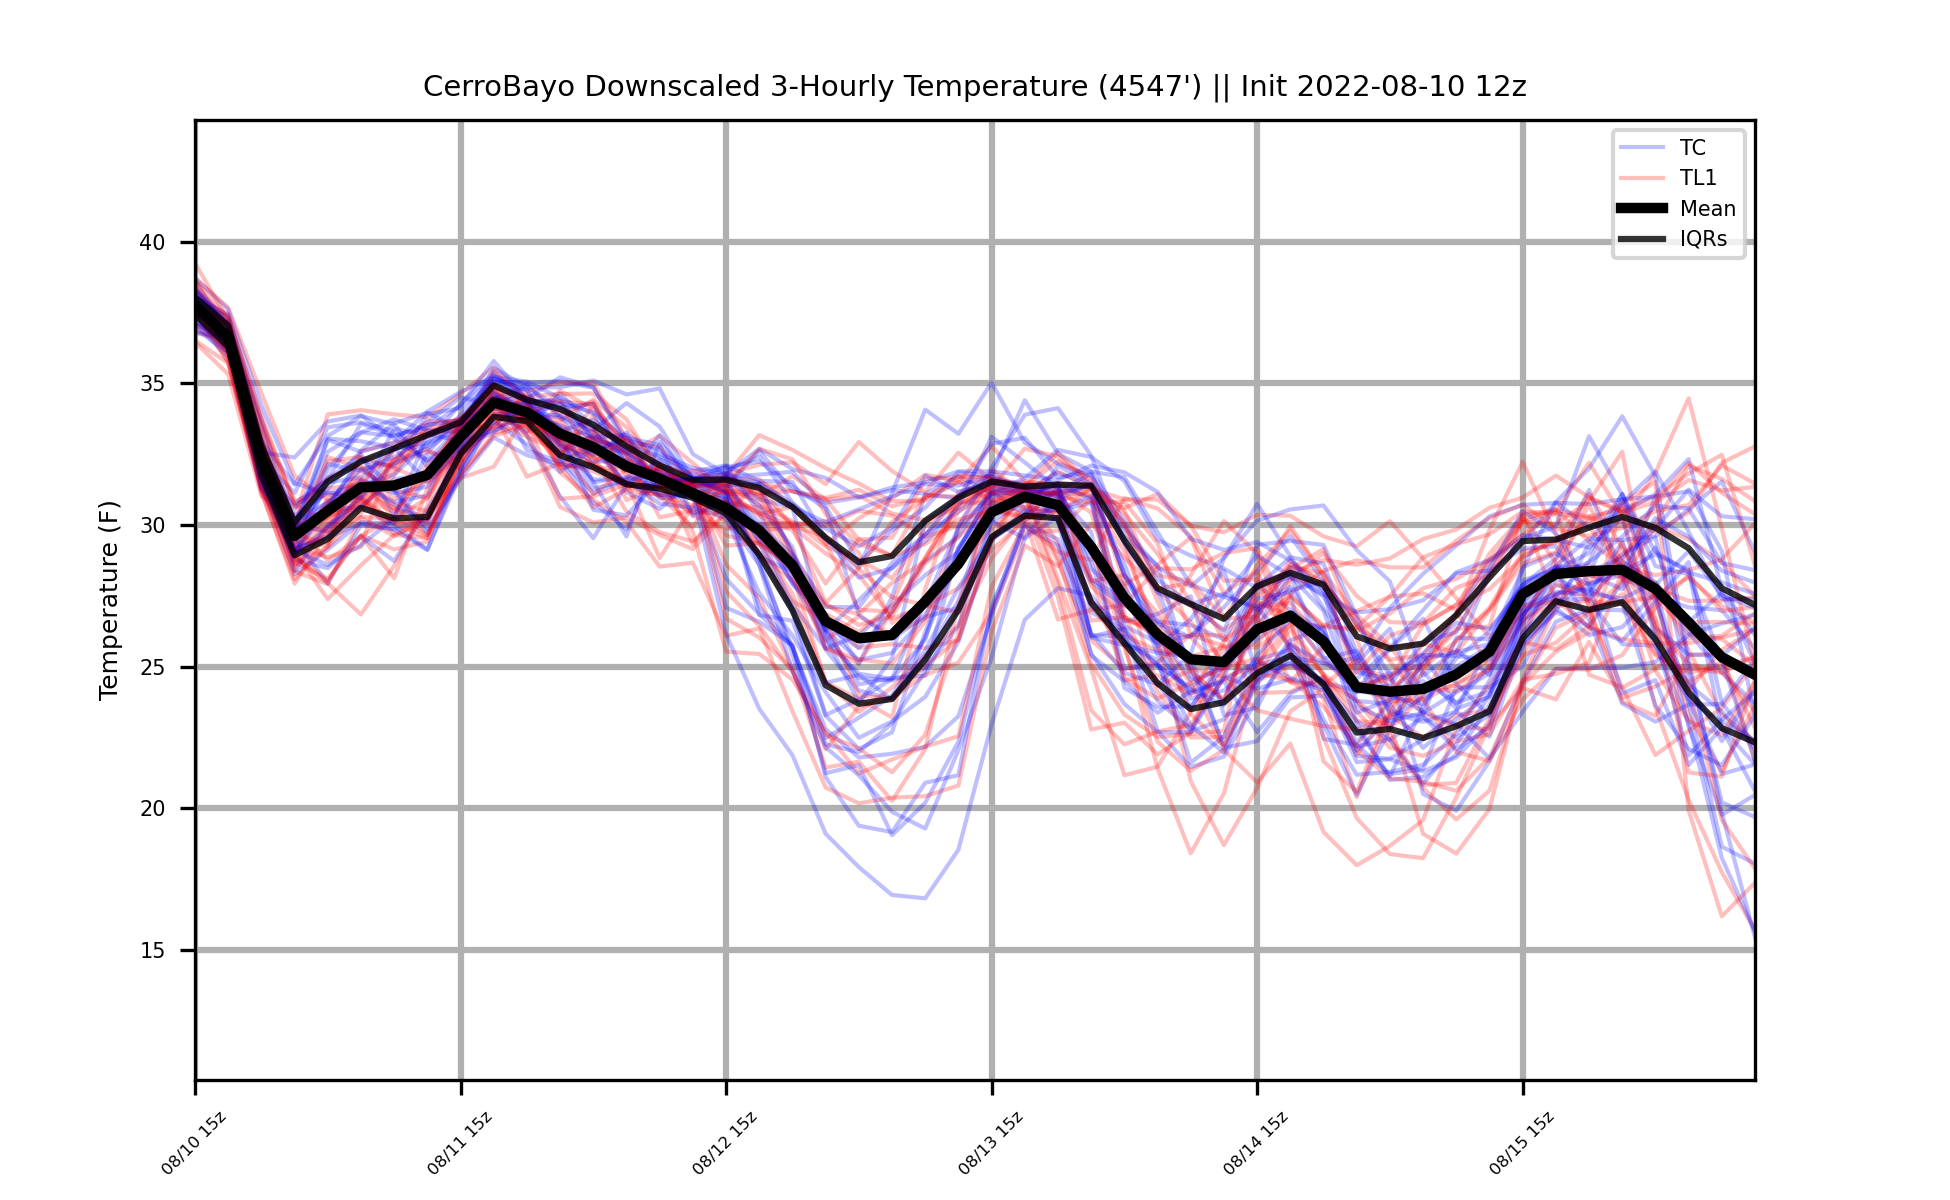 CerroBayo Downscaled 3-Hourly Temperature (4547') || Init 2022-08-10 12z
TC
TL1
Mean
IQRs
Temperature (F)
40
35
30
25
20
15
08/10 15z
08/11 15z
08/12 15z
08/13 15z
08/14 15z
08/15 15z